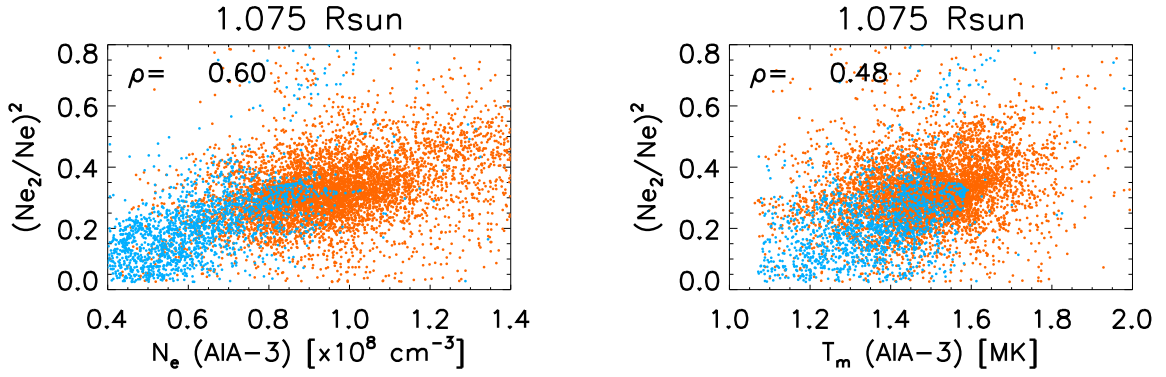 1.075 Rsun
ρ= 0.60
(Ne₂/Ne)²
0.8
0.6
0.4
0.2
0.0
0.4 0.6 0.8 1.0 1.2 1.4
Nₑ (AIA−3) [x10⁸ cm⁻³]
1.075 Rsun
ρ= 0.48
(Ne₂/Ne)²
0.8
0.6
0.4
0.2
0.0
1.0 1.2 1.4 1.6 1.8 2.0
Tₘ (AIA−3) [MK]